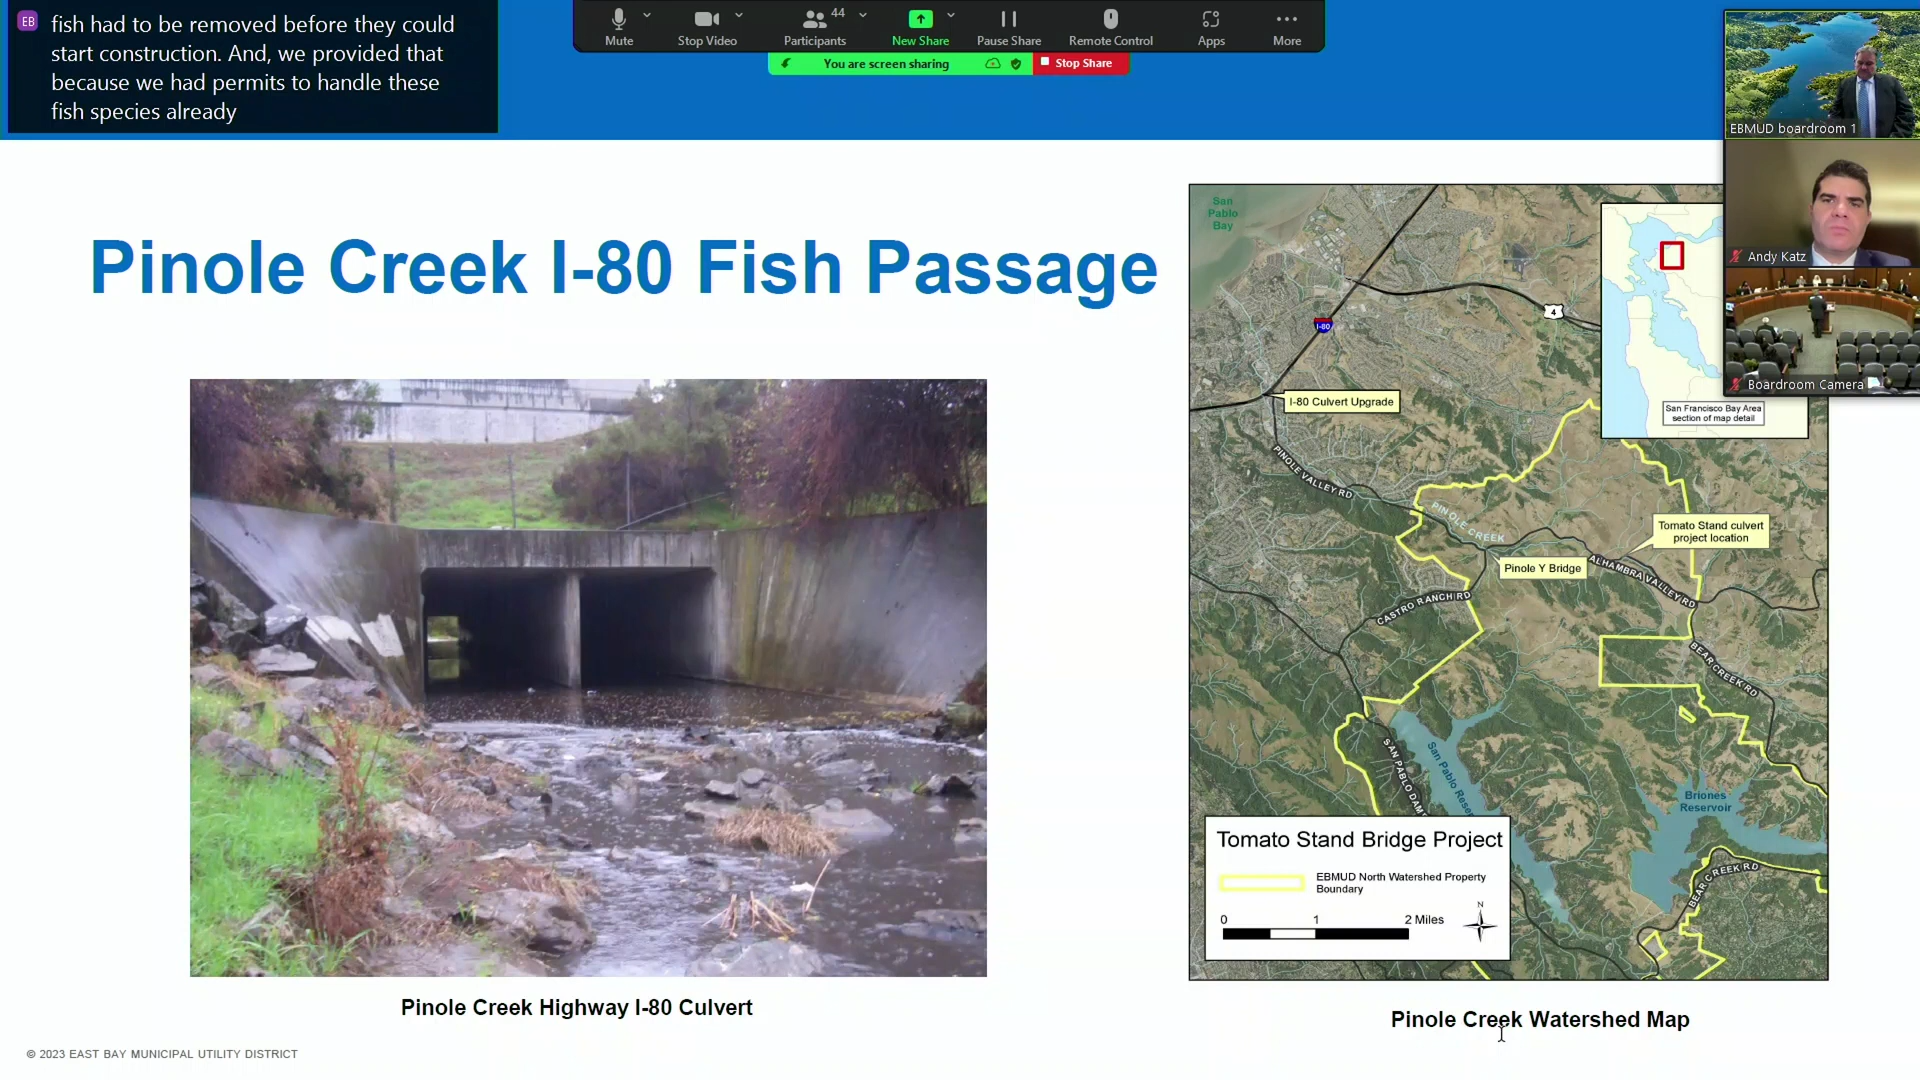 EB
fish had to be removed before they could
start construction. And, we provided that
because we had permits to handle these
fish species already
Mute
Stop Video
44
Participants
New Share
Pause Share
Remote Control
Apps
More
You are screen sharing
Stop Share
EBMUD boardroom 1
Andy Katz
Boardroom Camera
Pinole Creek I-80 Fish Passage
San
Pablo
Bay
I-80
4
I-80 Culvert Upgrade
San Francisco Bay Area
section of map detail
PINOLE VALLEY RD
PINOLE CREEK
Tomato Stand culvert
project location
Pinole Y Bridge
ALHAMBRA VALLEY RD
CASTRO RANCH RD
BEAR CREEK RD
SAN PABLO DAM
San Pablo Rese
Briones
Reservoir
BEAR CREEK RD
Tomato Stand Bridge Project
EBMUD North Watershed Property
Boundary
0 1 2 Miles
N
Pinole Creek Highway I-80 Culvert
Pinole Creek Watershed Map
© 2023 EAST BAY MUNICIPAL UTILITY DISTRICT